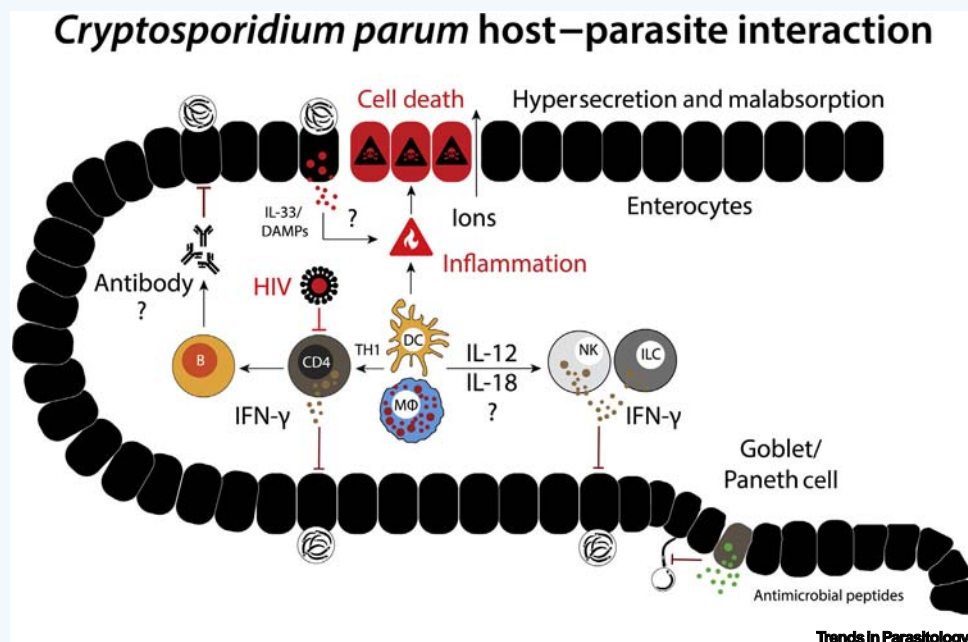 Cryptosporidium parum host–parasite interaction
Cell death
Hypersecretion and malabsorption
IL-33/
DAMPs
?
Ions
Enterocytes
Inflammation
Antibody
?
HIV
B
CD4
TH1
DC
MΦ
IL-12
IL-18
?
NK
ILC
IFN-γ
IFN-γ
Goblet/
Paneth cell
Antimicrobial peptides
Trends in Parasitology